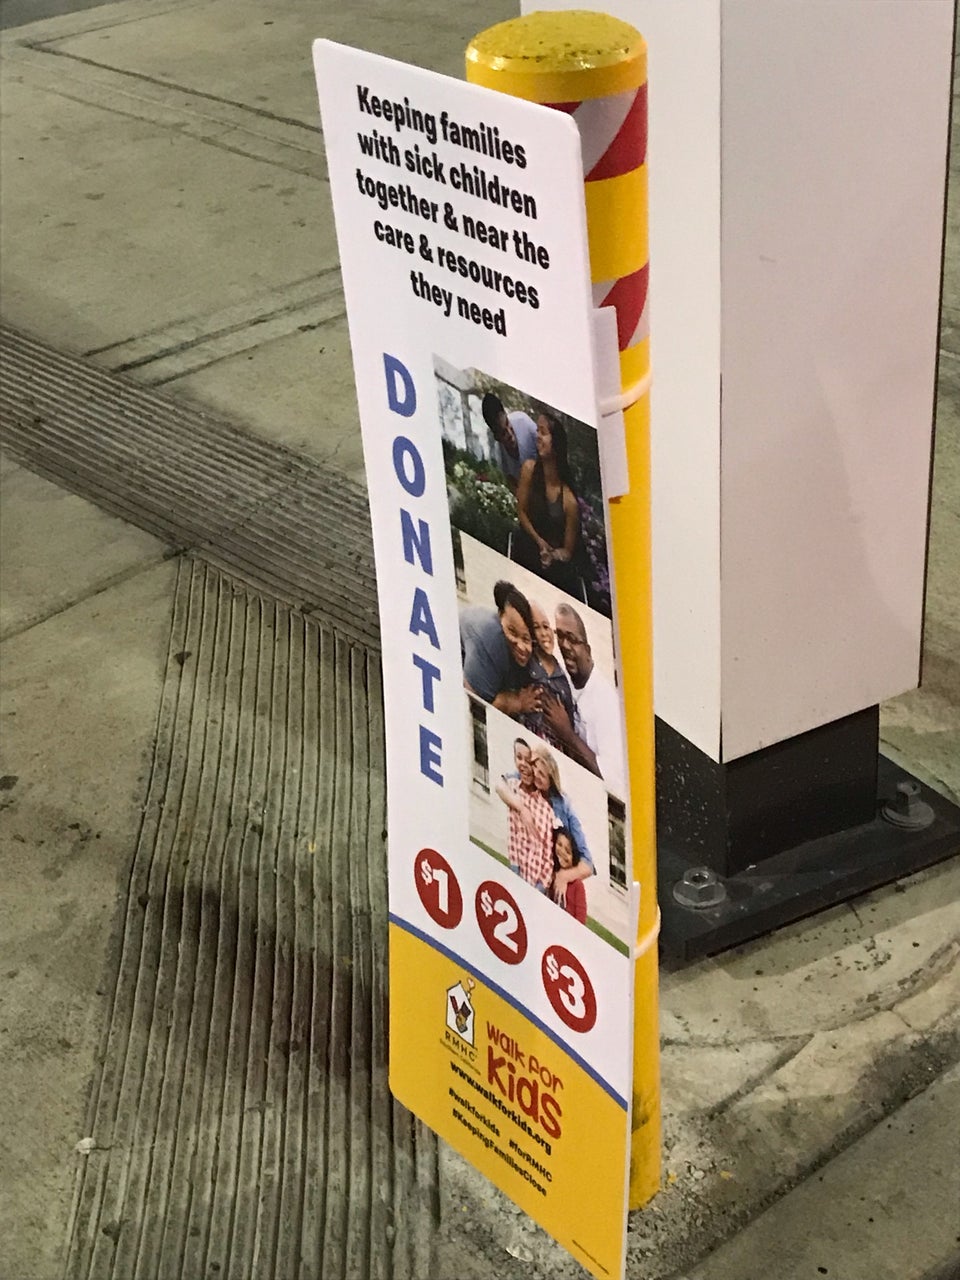 Keeping families
with sick children
together & near the
care & resources
they need
DONATE
$1 $2 $3
RMHC
walk for
Kids
www.walkforkids.org
#walkforkids #forRMHC
#KeepingFamiliesClose